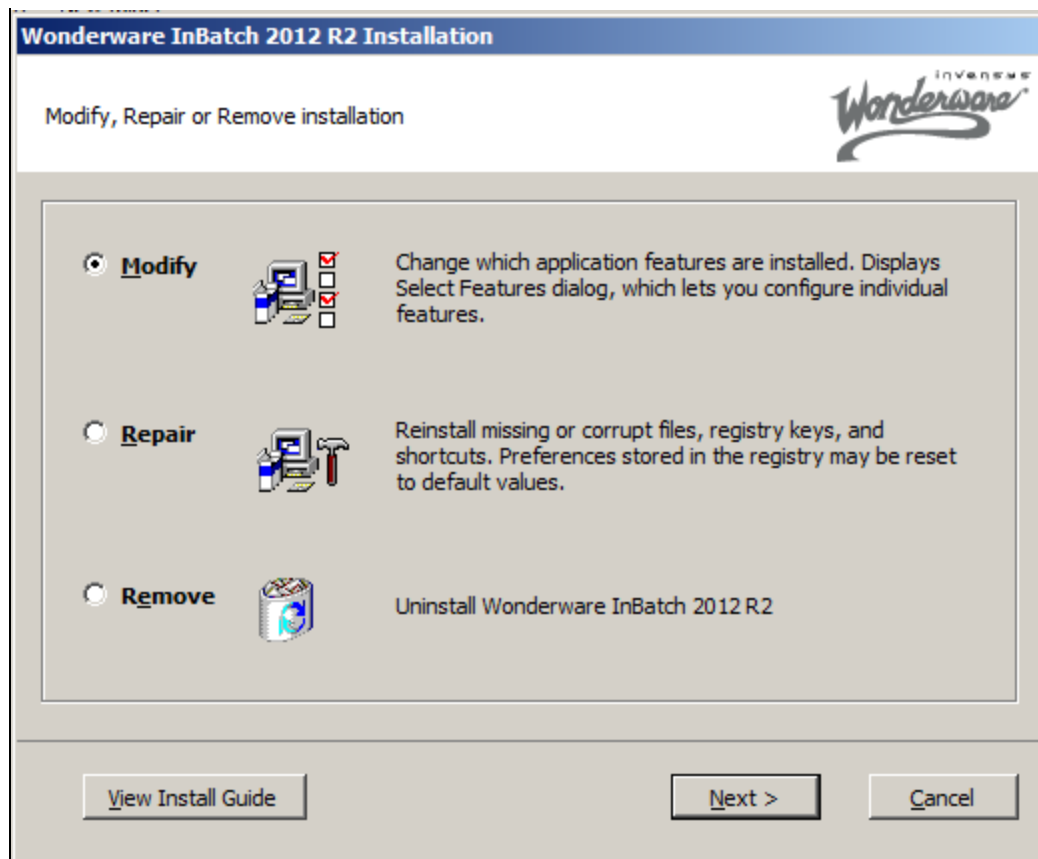 Wonderware InBatch 2012 R2 Installation
invensys
Wonderware
Modify, Repair or Remove installation
Modify
Change which application features are installed. Displays
Select Features dialog, which lets you configure individual
features.
Repair
Reinstall missing or corrupt files, registry keys, and
shortcuts. Preferences stored in the registry may be reset
to default values.
Remove
Uninstall Wonderware InBatch 2012 R2
View Install Guide
Next >
Cancel